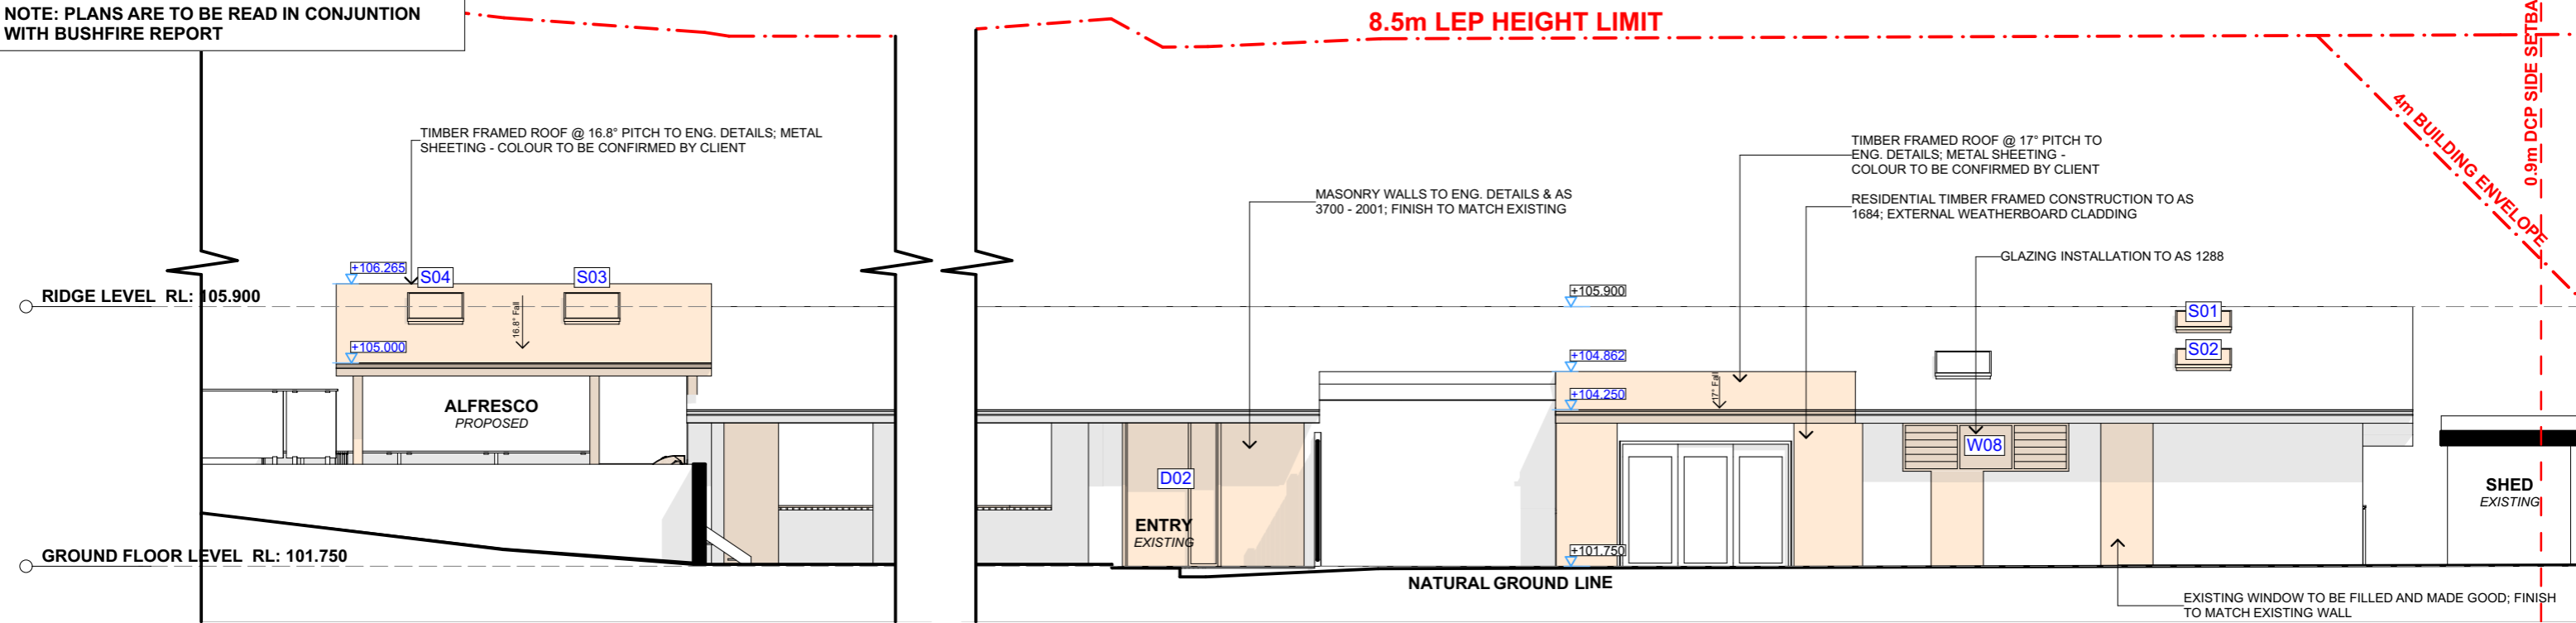 NOTE: PLANS ARE TO BE READ IN CONJUNTION
WITH BUSHFIRE REPORT
8.5m LEP HEIGHT LIMIT
0.9m DCP SIDE SETBA
4m BUILDING ENVELOPE
TIMBER FRAMED ROOF @ 16.8° PITCH TO ENG. DETAILS; METAL
SHEETING - COLOUR TO BE CONFIRMED BY CLIENT
TIMBER FRAMED ROOF @ 17° PITCH TO
ENG. DETAILS; METAL SHEETING -
COLOUR TO BE CONFIRMED BY CLIENT
MASONRY WALLS TO ENG. DETAILS & AS
3700 - 2001; FINISH TO MATCH EXISTING
RESIDENTIAL TIMBER FRAMED CONSTRUCTION TO AS
1684; EXTERNAL WEATHERBOARD CLADDING
GLAZING INSTALLATION TO AS 1288
+106.265
S04
S03
RIDGE LEVEL RL: 105.900
16.8° Fall
+105.900
S01
+105.000
S02
+104.862
17° Fall
+104.250
ALFRESCO
PROPOSED
W08
D02
SHED
EXISTING
ENTRY
EXISTING
GROUND FLOOR LEVEL RL: 101.750
+101.750
NATURAL GROUND LINE
EXISTING WINDOW TO BE FILLED AND MADE GOOD; FINISH
TO MATCH EXISTING WALL